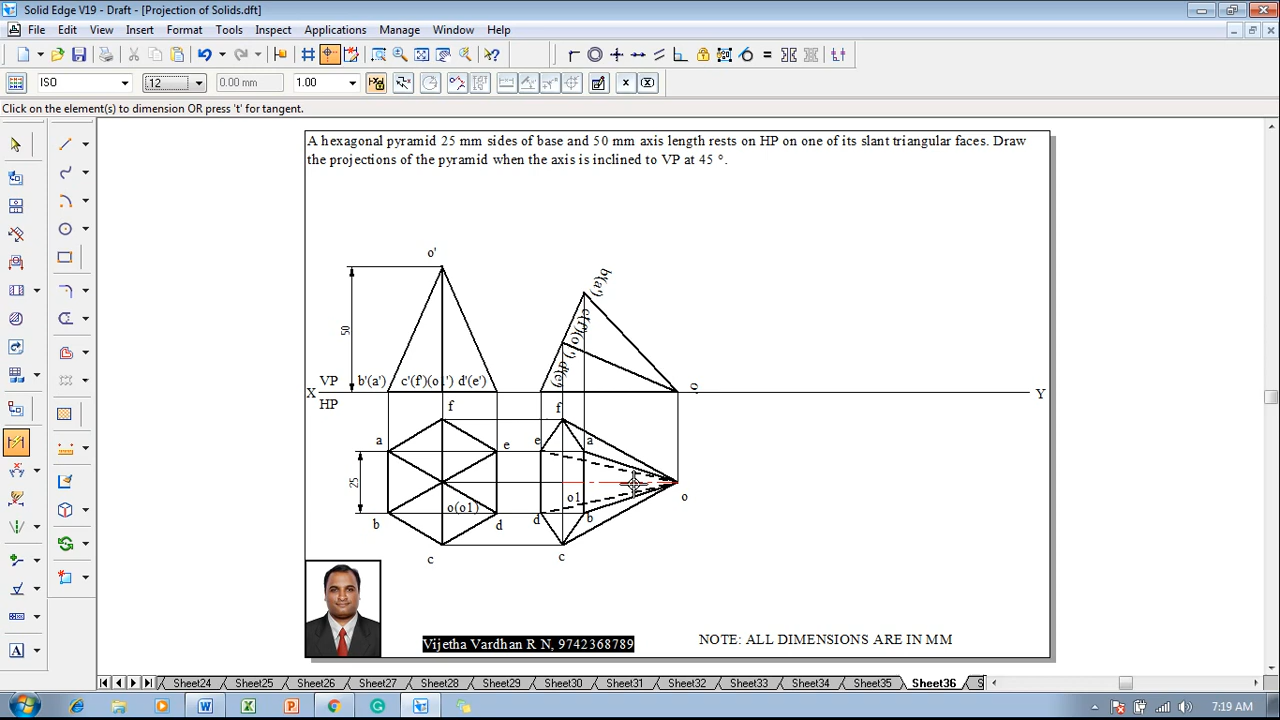 Solid Edge V19 - Draft - [Projection of Solids.dft]
File Edit View Insert Format Tools Inspect Applications Manage Window Help
ISO 12 0.00 mm 1.00
Click on the element(s) to dimension OR press 't' for tangent.
A hexagonal pyramid 25 mm sides of base and 50 mm axis length rests on HP on one of its slant triangular faces. Draw
the projections of the pyramid when the axis is inclined to VP at 45 °.
o'
b'(a')
50
d'(e')
VP b'(a') d'(e')
X Y
HP
f f
a e e a
25
o(o1) o1 o
b d d b
c c
Vijetha Vardhan R N, 9742368789
NOTE: ALL DIMENSIONS ARE IN MM
Sheet24 Sheet25 Sheet26 Sheet27 Sheet28 Sheet29 Sheet30 Sheet31 Sheet32 Sheet33 Sheet34 Sheet35 Sheet36 S
7:19 AM